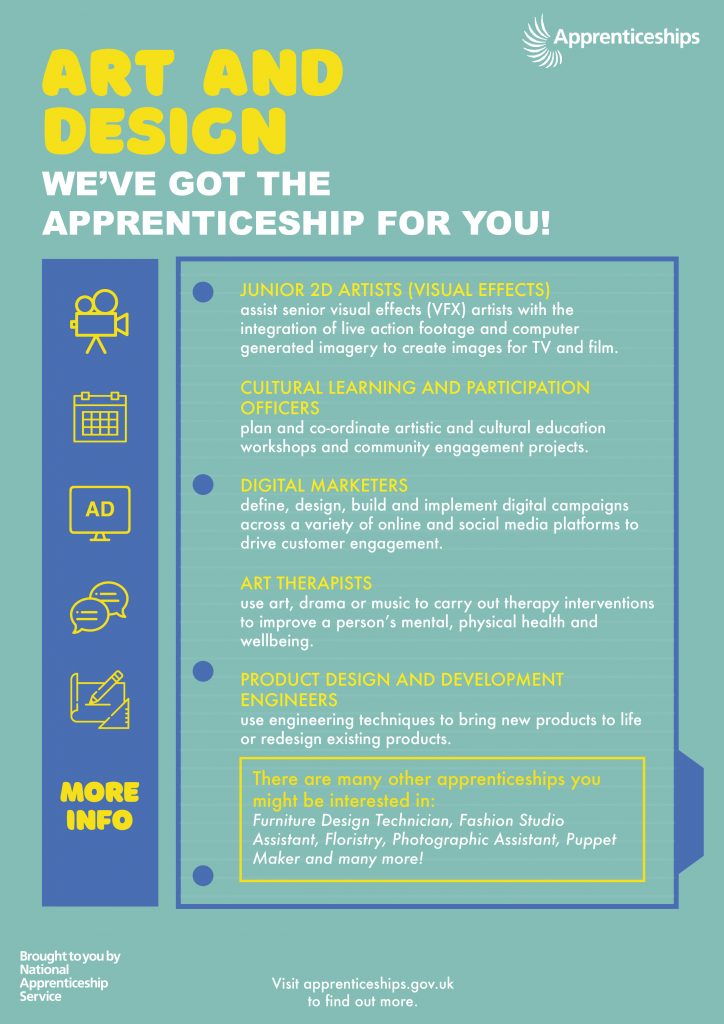 Apprenticeships
ART AND
DESIGN
WE'VE GOT THE
APPRENTICESHIP FOR YOU!
JUNIOR 2D ARTISTS (VISUAL EFFECTS)
assist senior visual effects (VFX) artists with the
integration of live action footage and computer
generated imagery to create images for TV and film.
CULTURAL LEARNING AND PARTICIPATION
OFFICERS
plan and co-ordinate artistic and cultural education
workshops and community engagement projects.
AD
DIGITAL MARKETERS
define, design, build and implement digital campaigns
across a variety of online and social media platforms to
drive customer engagement.
ART THERAPISTS
use art, drama or music to carry out therapy interventions
to improve a person's mental, physical health and
wellbeing.
PRODUCT DESIGN AND DEVELOPMENT
ENGINEERS
use engineering techniques to bring new products to life
or redesign existing products.
MORE
INFO
There are many other apprenticeships you
might be interested in:
Furniture Design Technician, Fashion Studio
Assistant, Floristry, Photographic Assistant, Puppet
Maker and many more!
Brought to you by
National
Apprenticeship
Service
Visit apprenticeships.gov.uk
to find out more.